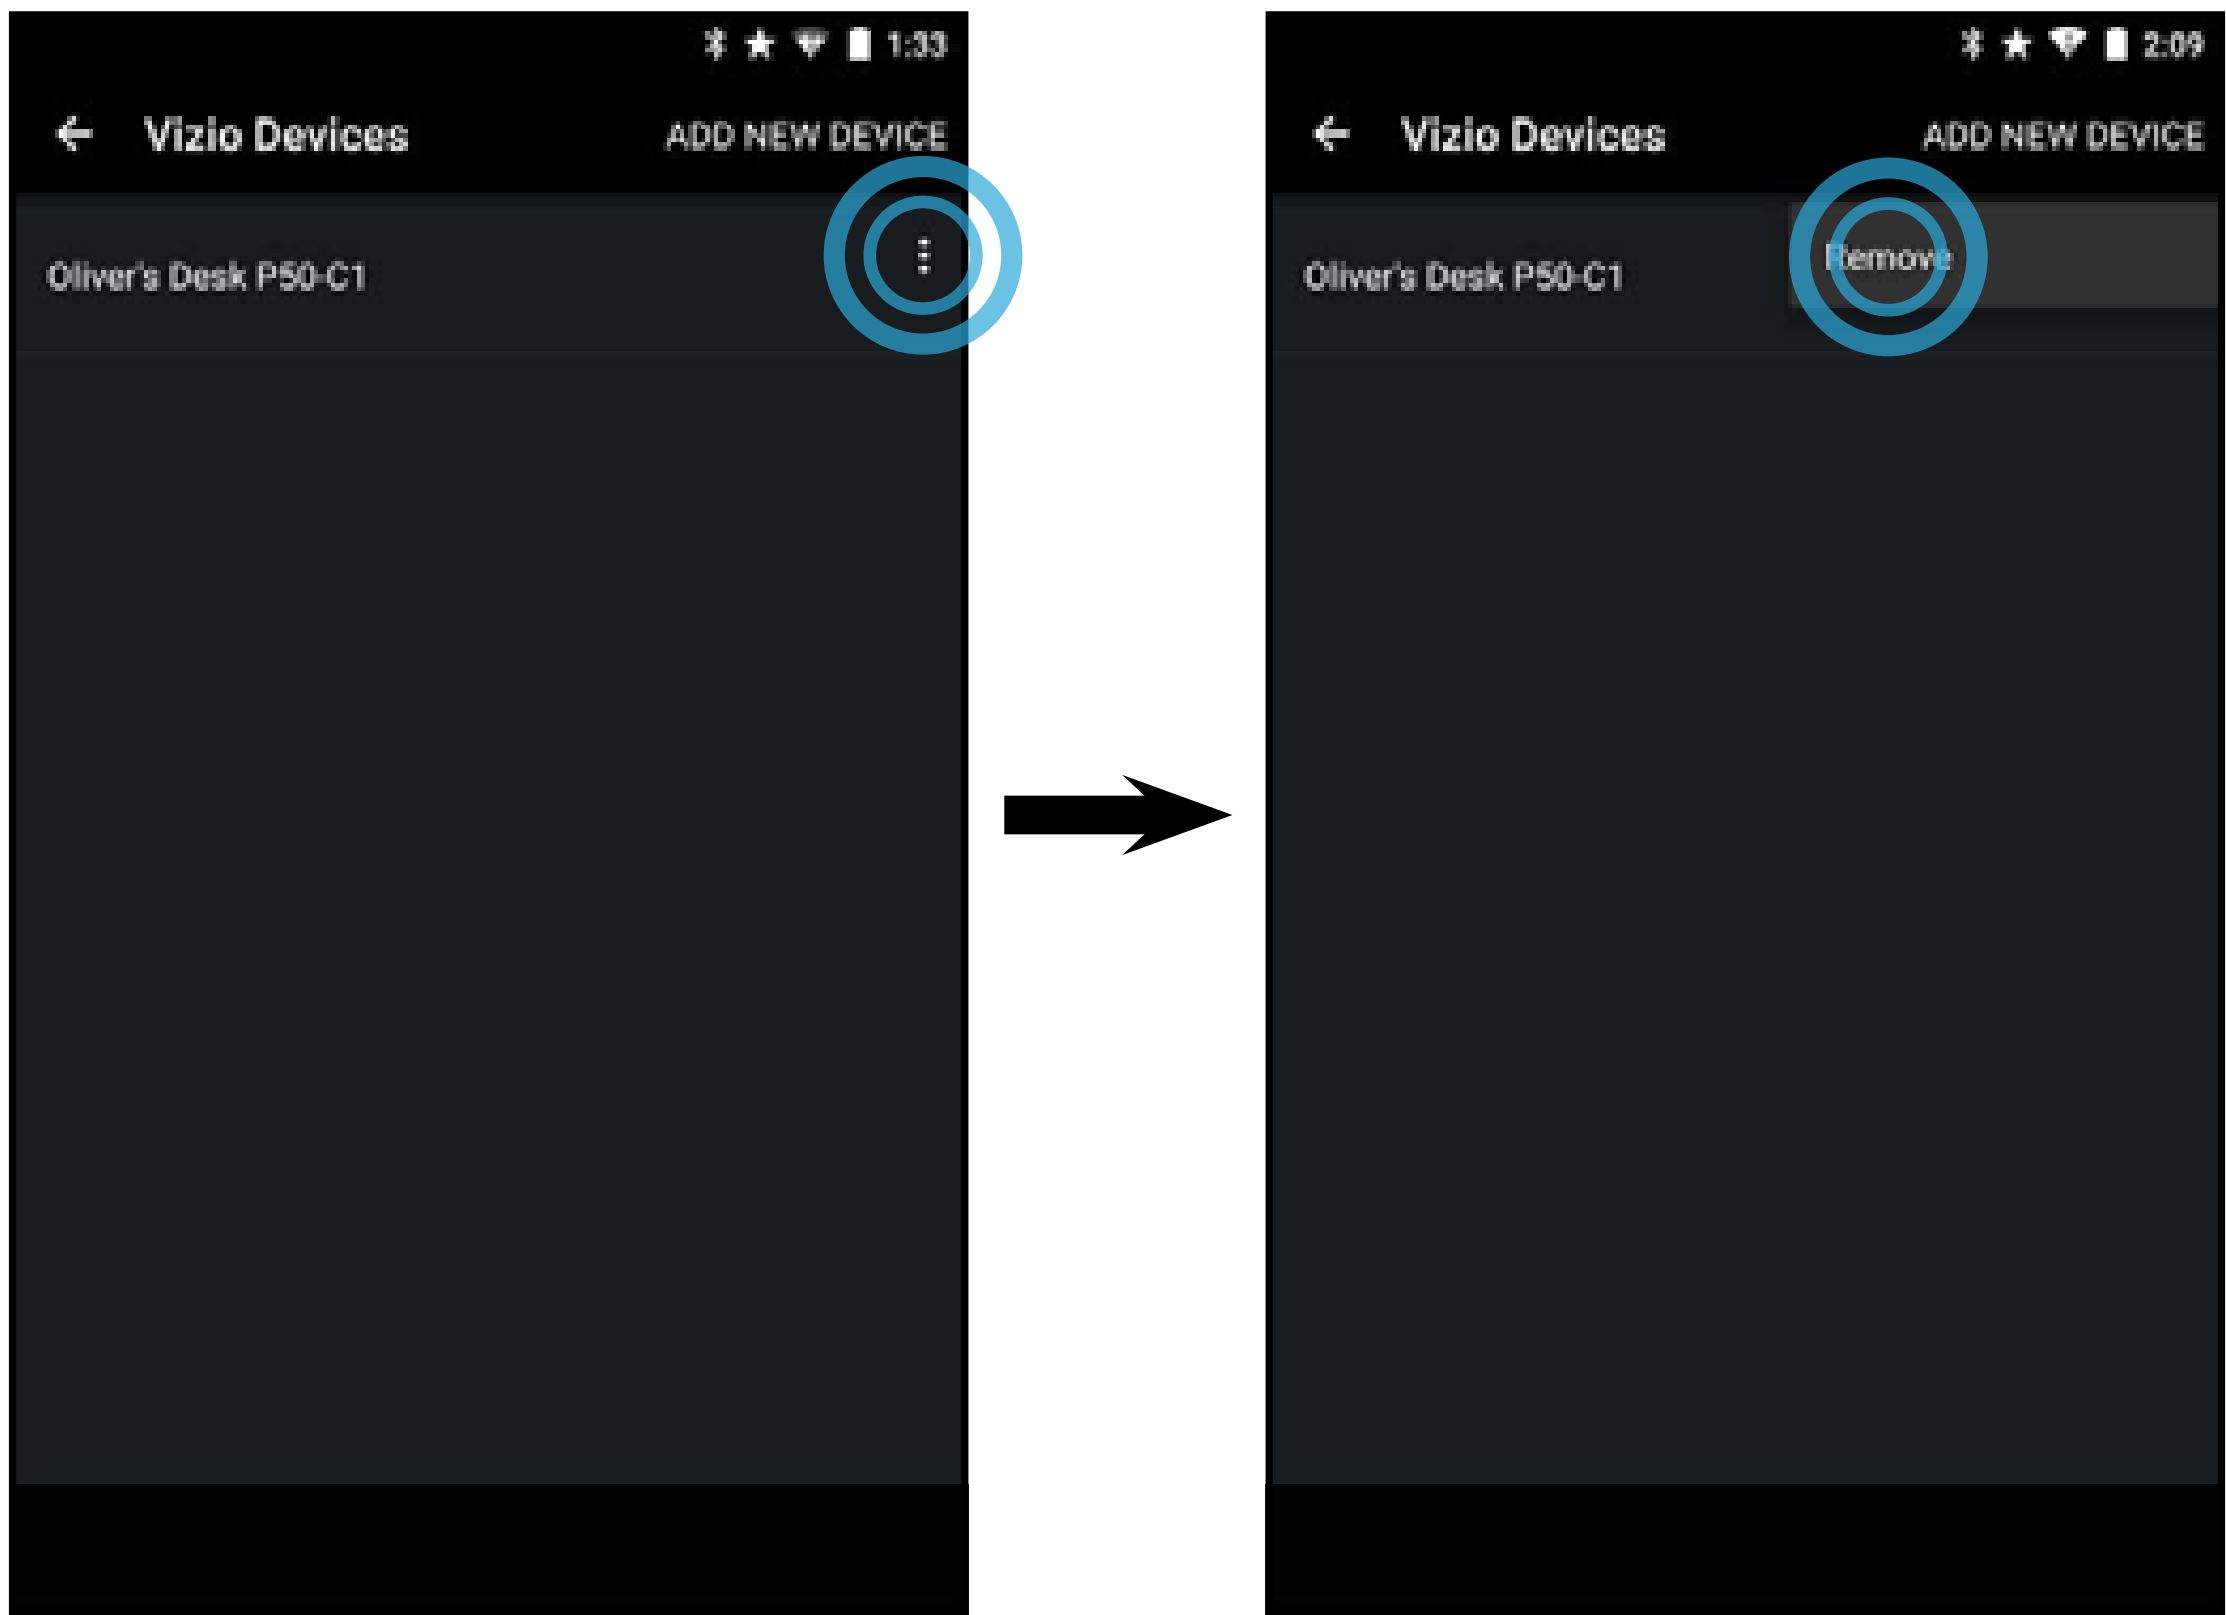 1:33
Vizio Devices ADD NEW DEVICE
Oliver's Desk P50-C1
2:09
Vizio Devices ADD NEW DEVICE
Remove
Oliver's Desk P50-C1